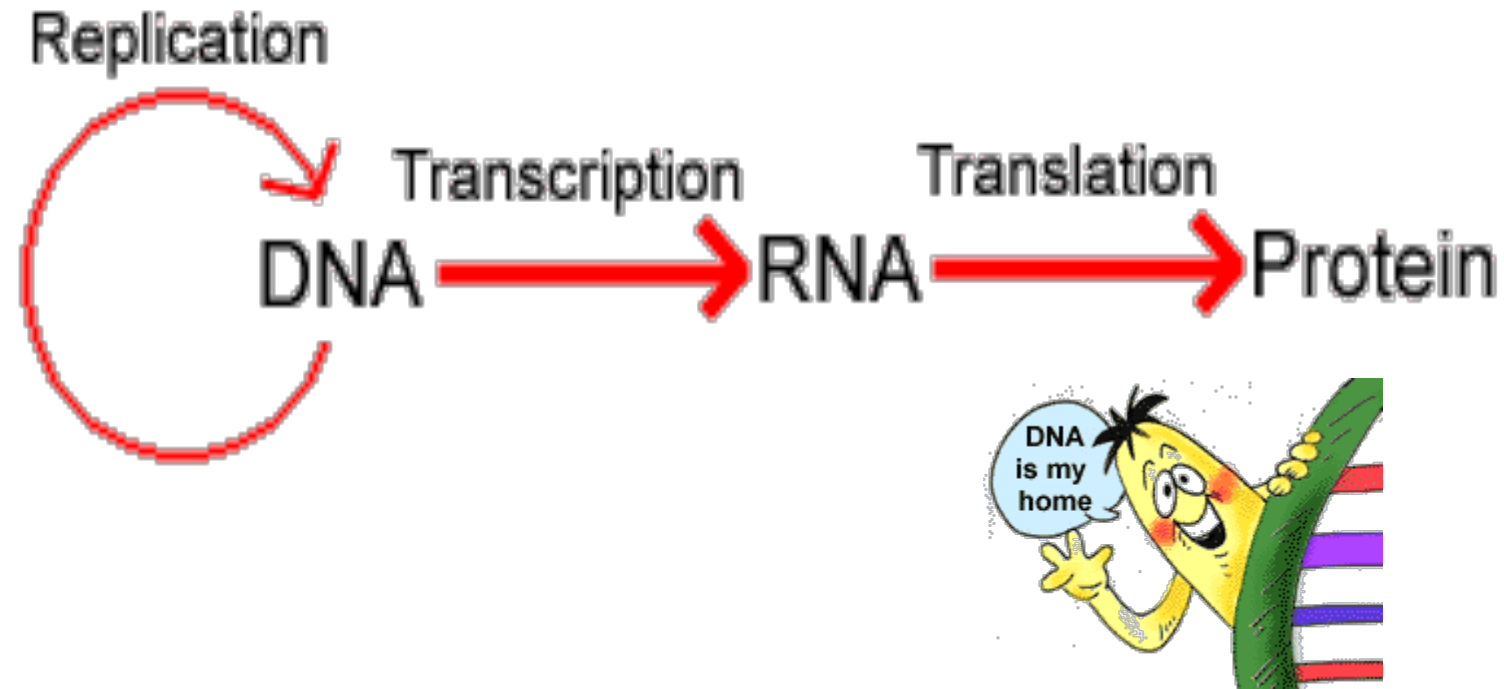 Replication
Transcription
Translation
DNA
RNA
Protein
DNA
is my
home